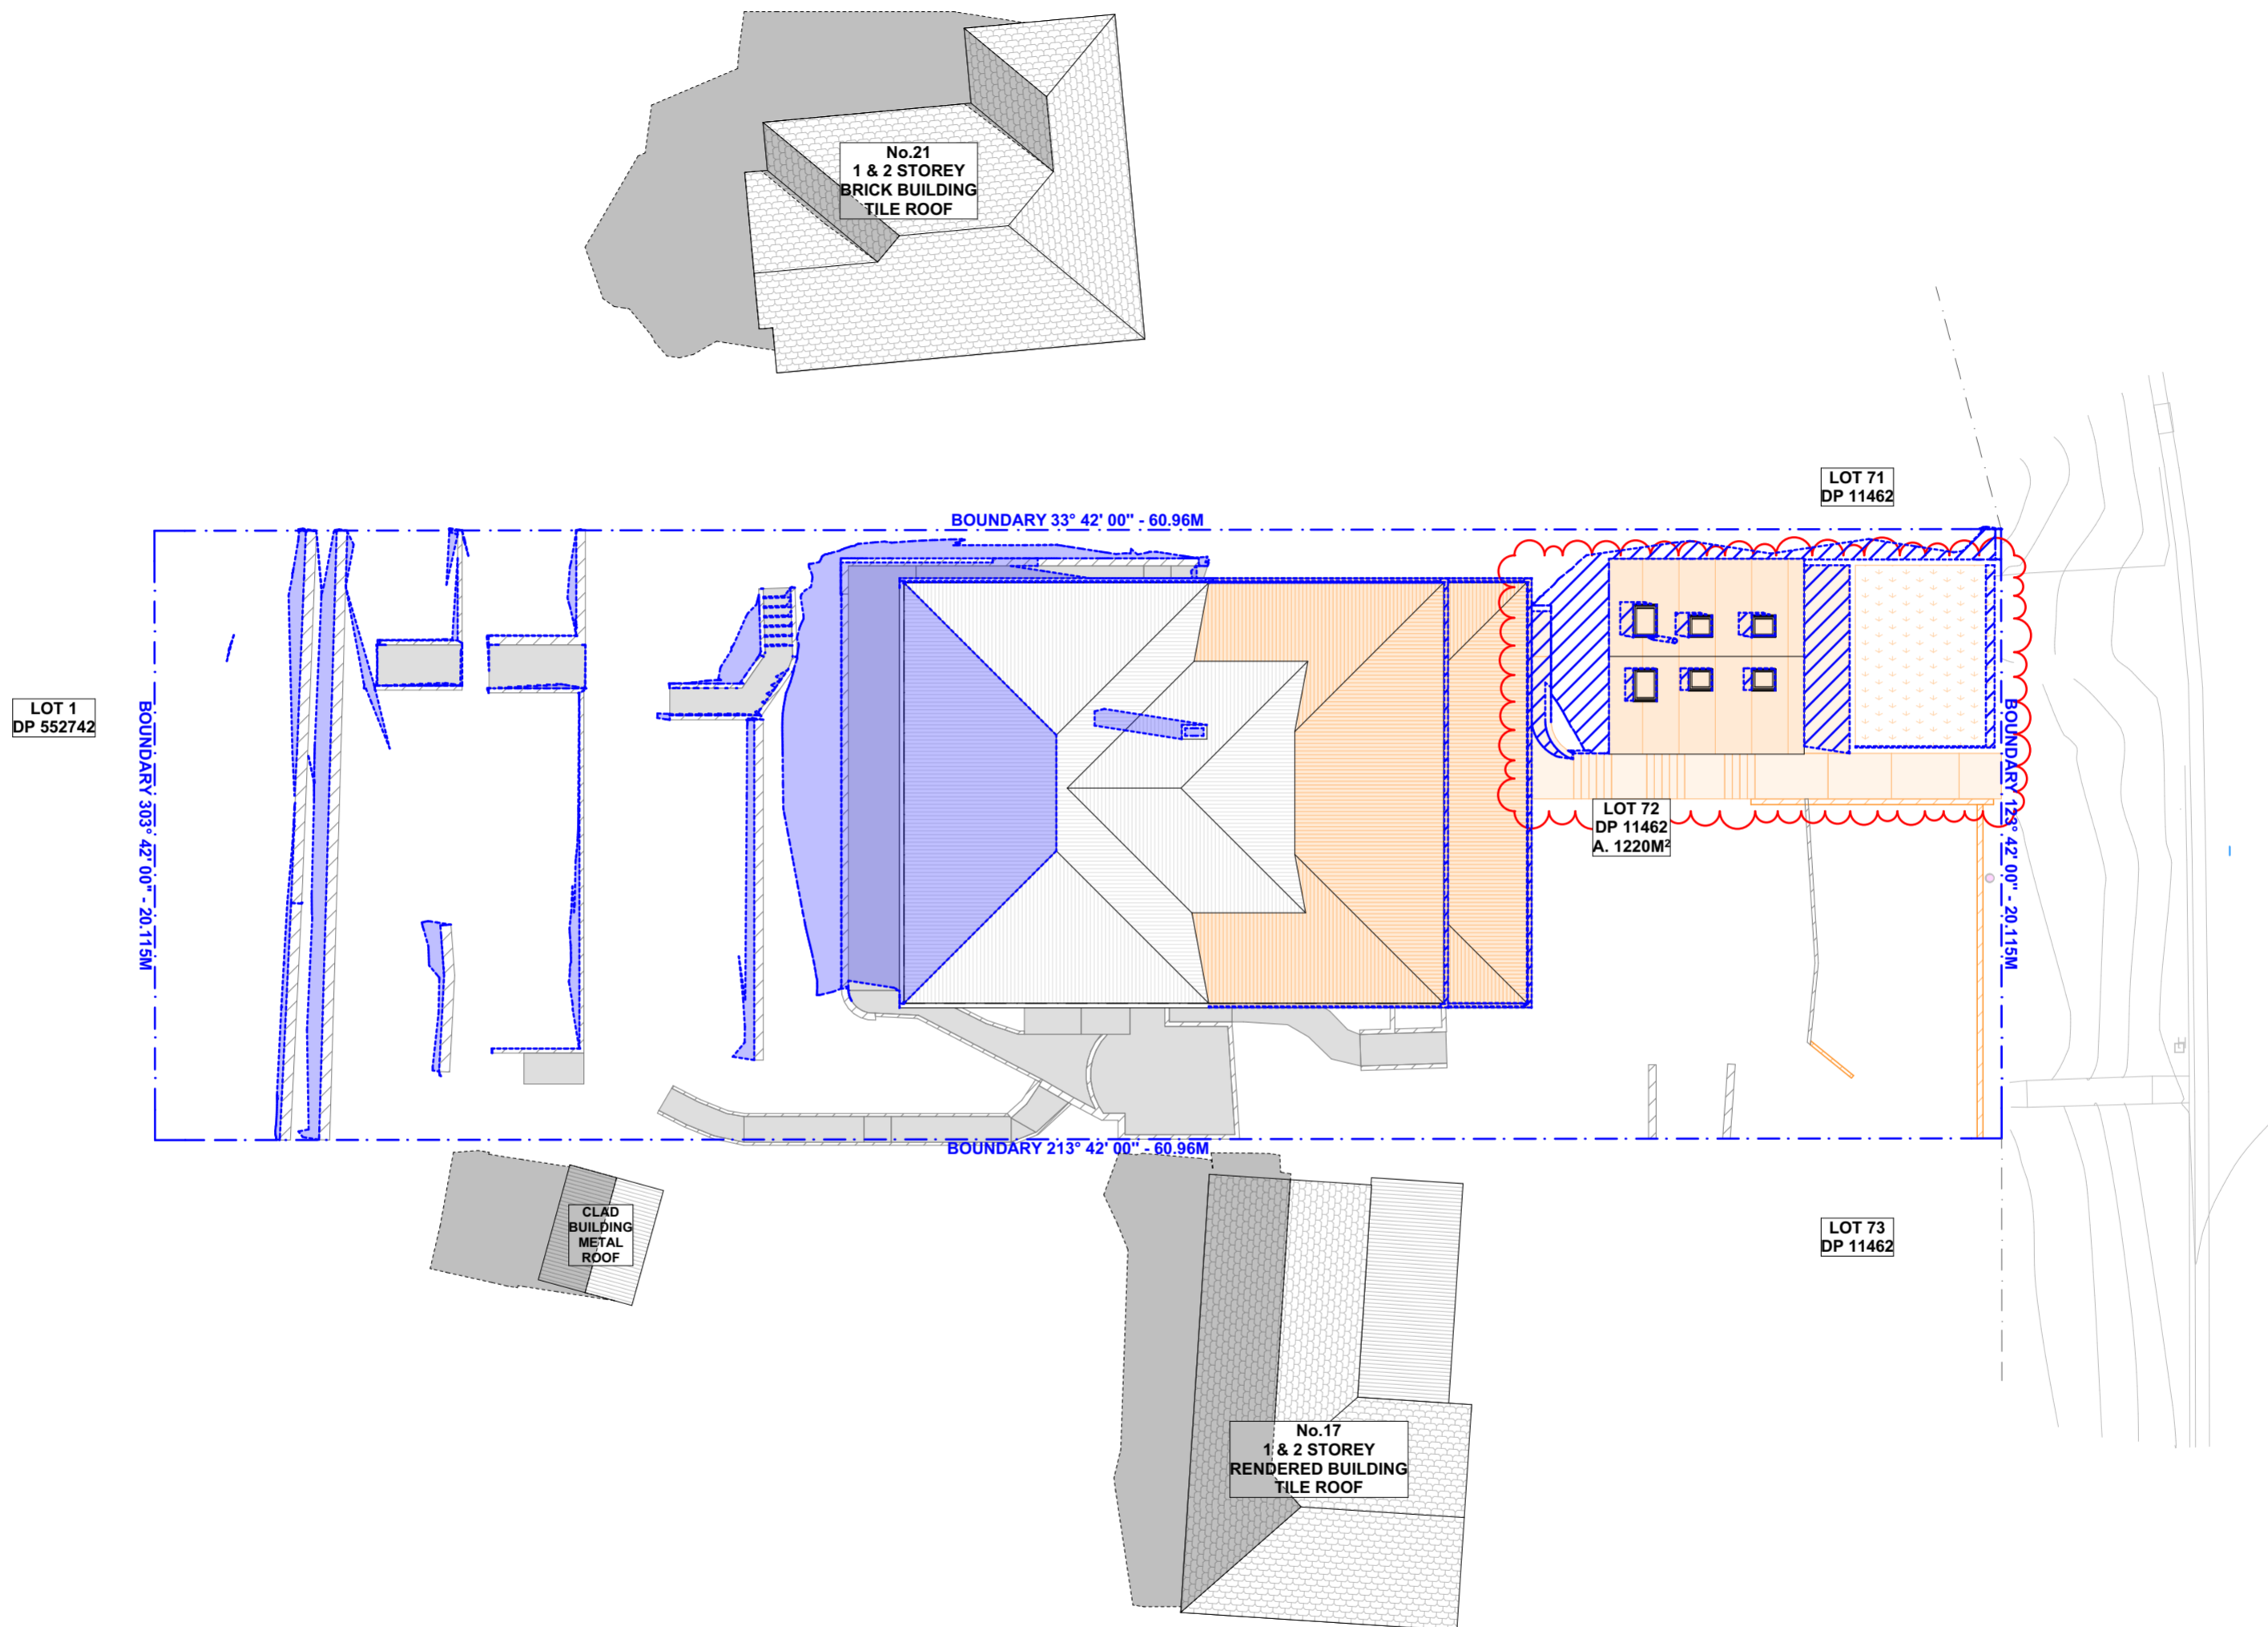 No.21
1 & 2 STOREY
BRICK BUILDING
TILE ROOF
LOT 71
DP 11462
BOUNDARY 33° 42' 00" - 60.96M
LOT 1
DP 552742
BOUNDARY 303° 42' 00" - 20.115M
BOUNDARY 123° 42' 00" - 20.115M
LOT 72
DP 11462
A. 1220M²
BOUNDARY 213° 42' 00" - 60.96M
CLAD
BUILDING
METAL
ROOF
LOT 73
DP 11462
No.17
1 & 2 STOREY
RENDERED BUILDING
TILE ROOF